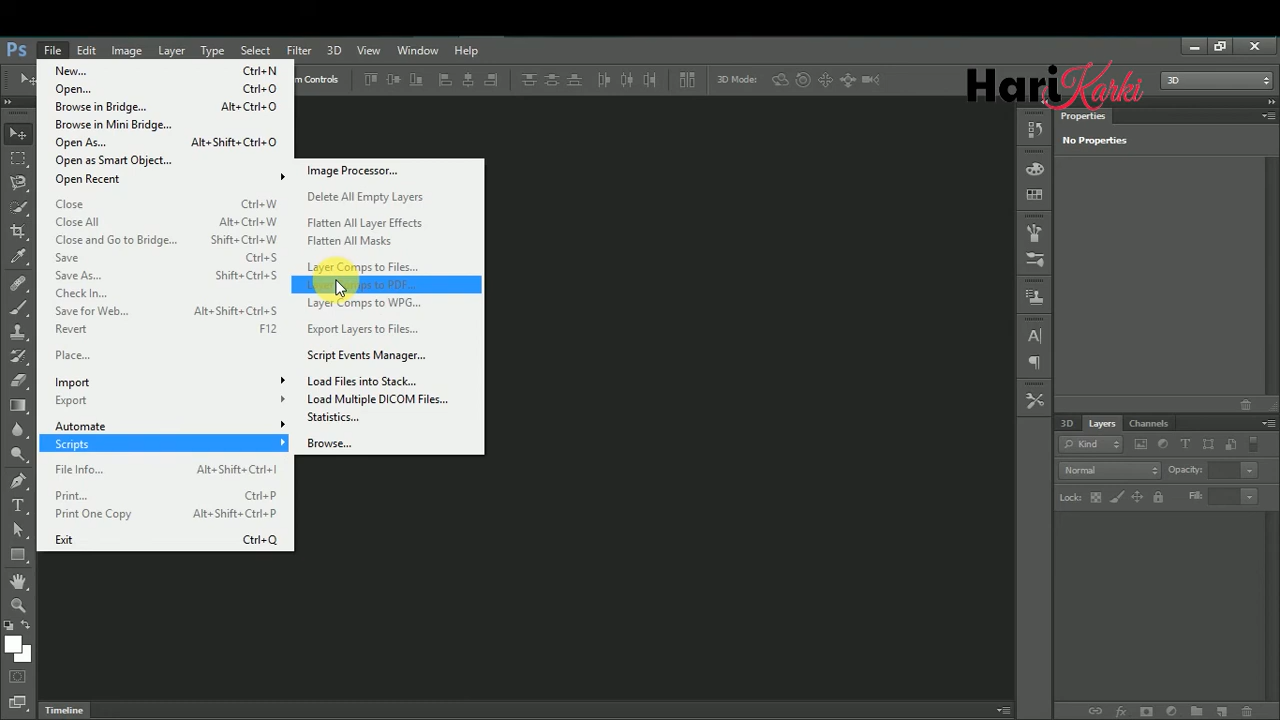 Ps File Edit Image Layer Type Select Filter 3D View Window Help
m Controls 3D Mode: 3D
Hari Karki
New... Ctrl+N
Open... Ctrl+O
Browse in Bridge... Alt+Ctrl+O
Browse in Mini Bridge...
Open As... Alt+Shift+Ctrl+O
Open as Smart Object...
Open Recent
Close Ctrl+W
Close All Alt+Ctrl+W
Close and Go to Bridge... Shift+Ctrl+W
Save Ctrl+S
Save As... Shift+Ctrl+S
Check In...
Save for Web... Alt+Shift+Ctrl+S
Revert F12
Place...
Import
Export
Automate
Scripts
File Info... Alt+Shift+Ctrl+I
Print... Ctrl+P
Print One Copy Alt+Shift+Ctrl+P
Exit Ctrl+Q
Image Processor...
Delete All Empty Layers
Flatten All Layer Effects
Flatten All Masks
Layer Comps to Files...
Layer Comps to PDF...
Layer Comps to WPG...
Export Layers to Files...
Script Events Manager...
Load Files into Stack...
Load Multiple DICOM Files...
Statistics...
Browse...
Properties
No Properties
3D Layers Channels
Kind
Normal Opacity:
Lock: Fill:
Timeline